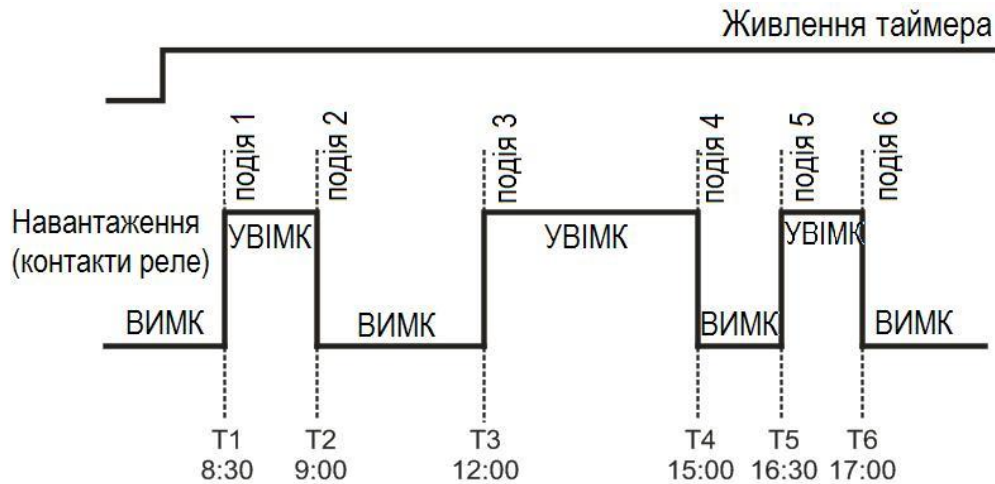 Живлення таймера
подія 1
подія 2
подія 3
подія 4
подія 5
подія 6
Навантаження
(контакти реле)
УВІМК
УВІМК
УВІМК
ВИМК
ВИМК
ВИМК
ВИМК
T1
8:30
T2
9:00
T3
12:00
T4
15:00
T5
16:30
T6
17:00